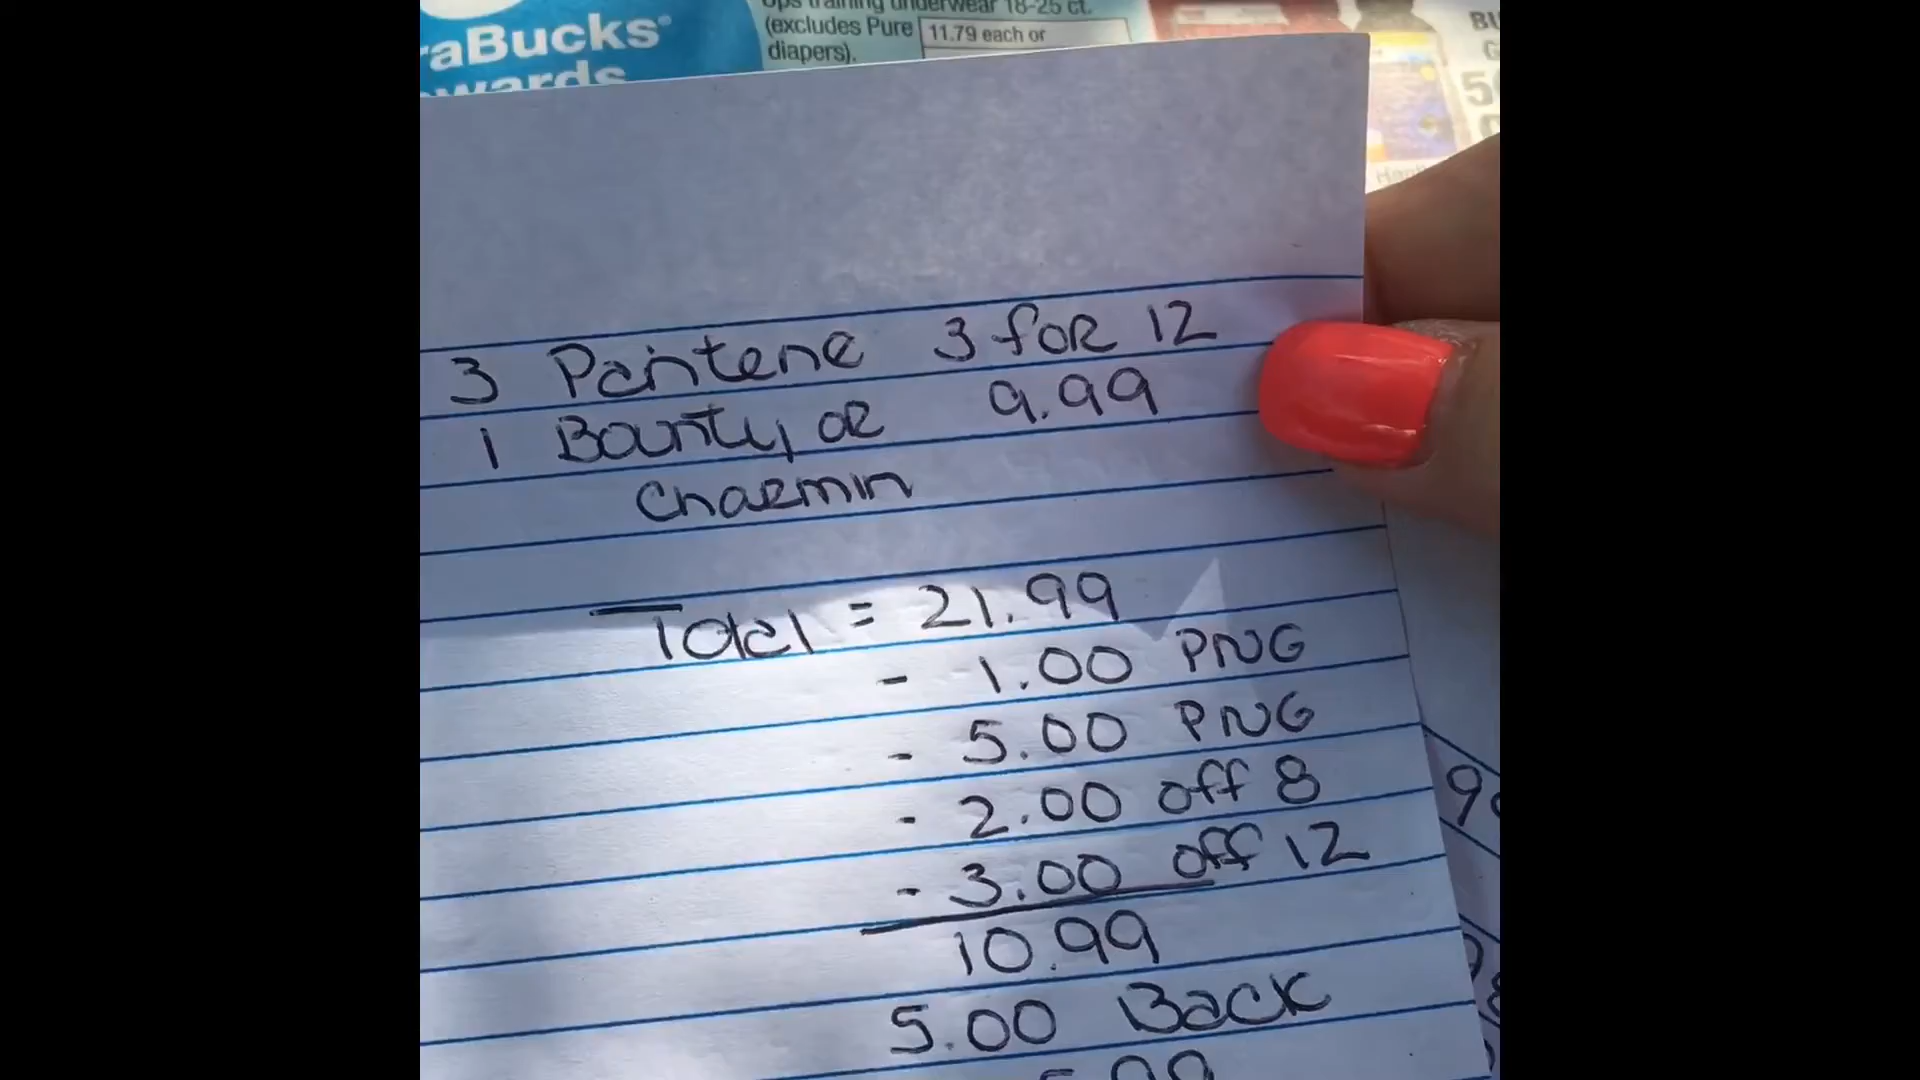 raBucks®
wards
(excludes Pure
diapers).
11.79 each or
3 Pantene 3 for 12
1 Bounty or 9.99
Charmin
Total = 21.99
- 1.00 PNG
- 5.00 PNG
- 2.00 off 8
- 3.00 off 12
10.99
5.00 Back